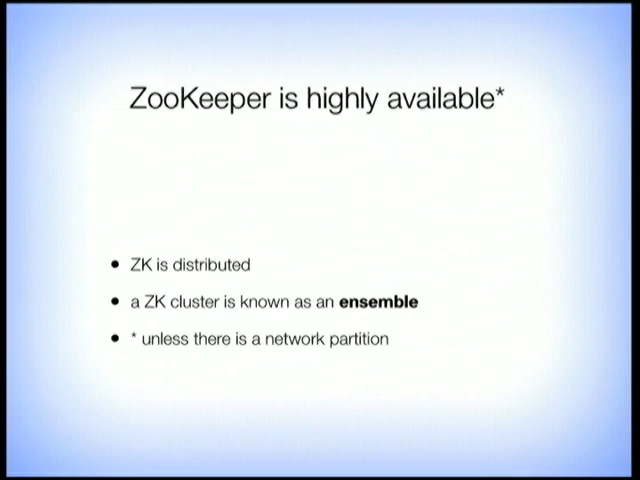 ZooKeeper is highly available*
• ZK is distributed
• a ZK cluster is known as an ensemble
• * unless there is a network partition